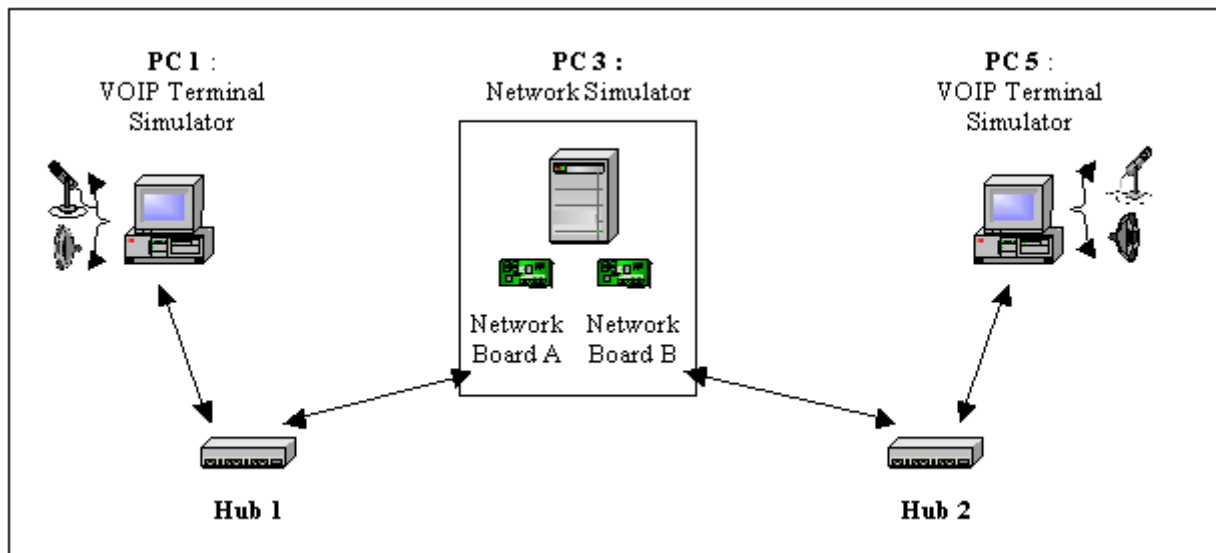 PC 1 :
VOIP Terminal
Simulator
PC 3 :
Network Simulator
PC 5 :
VOIP Terminal
Simulator
Network
Board A
Network
Board B
Hub 1
Hub 2